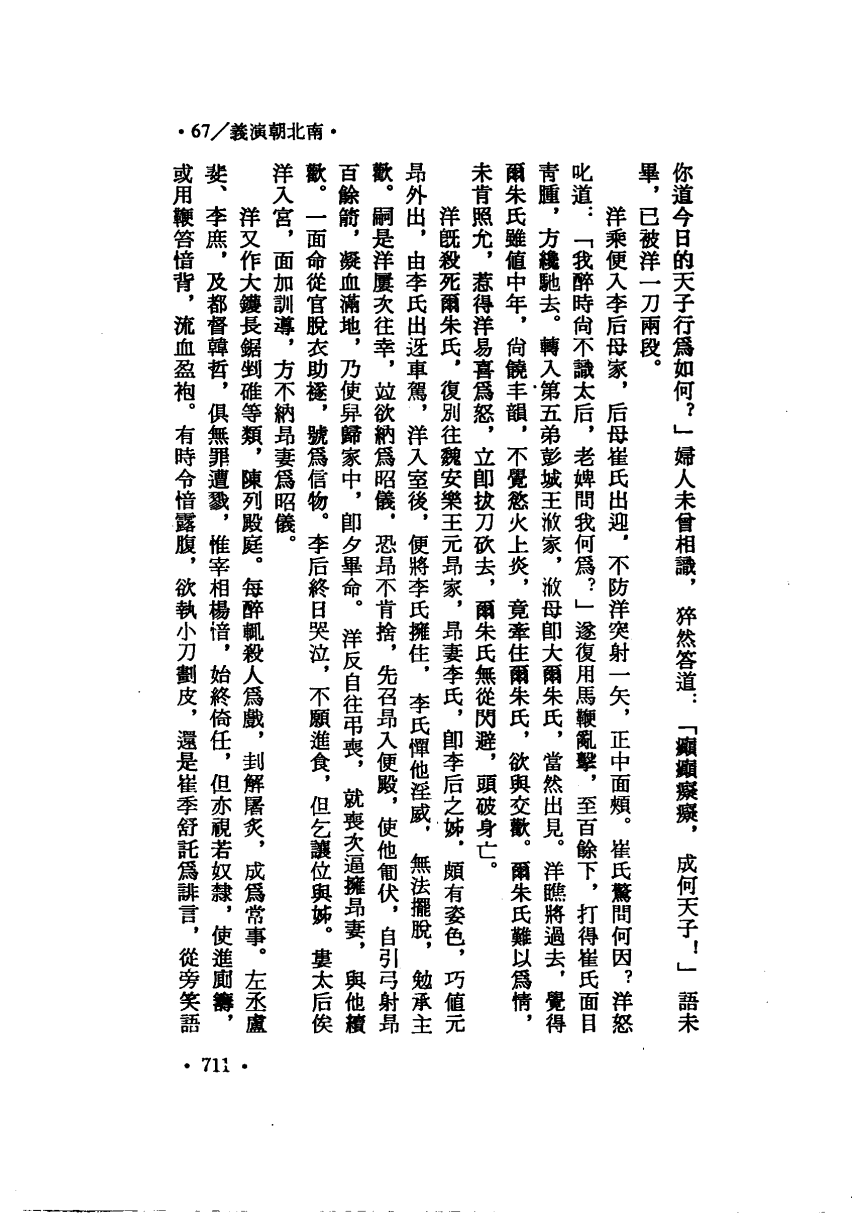 ·67／義演朝北南·
你道今日的天子行爲如何？」婦人未曾相識，猝然答道：「癲癲癡癡，成何天子！」語未
畢，已被洋一刀兩段。
洋乘便入李后母家，后母崔氏出迎，不防洋突射一矢，正中面頰。崔氏驚問何因？洋怒
叱道：「我醉時尙不識太后，老婢問我何爲？」遂復用馬鞭亂擊，至百餘下，打得崔氏面目
靑腫，方纔馳去。轉入第五弟彭城王浟家，浟母卽大爾朱氏，當然出見。洋瞧將過去，覺得
爾朱氏雖値中年，尙饒丰韻，不覺慾火上炎，竟牽住爾朱氏，欲與交歡。爾朱氏難以爲情，
未肯照允，惹得洋易喜爲怒，立卽拔刀砍去，爾朱氏無從閃避，頭破身亡。
洋旣殺死爾朱氏，復別往魏安樂王元昂家，昂妻李氏，卽李后之姊，頗有姿色，巧値元
昂外出，由李氏出迓車駕，洋入室後，便將李氏擁住，李氏憚他淫威，無法擺脫，勉承主
歡。嗣是洋屢次往幸，竝欲納爲昭儀，恐昂不肯捨，先召昂入便殿，使他匍伏，自引弓射昂
百餘箭，凝血滿地，乃使舁歸家中，卽夕畢命。洋反自往弔喪，就喪次逼擁昂妻，與他續
歡。一面命從官脫衣助襚，號爲信物。李后終日哭泣，不願進食，但乞讓位與姊。婁太后俟
洋入宮，面加訓導，方不納昂妻爲昭儀。
洋又作大鑊長鋸剉碓等類，陳列殿庭。每醉輒殺人爲戲，刲解屠炙，成爲常事。左丞盧
斐、李庶，及都督韓哲，俱無罪遭戮，惟宰相楊愔，始終倚任，但亦視若奴隸，使進廁籌，
或用鞭笞愔背，流血盈袍。有時令愔露腹，欲執小刀劃皮，還是崔季舒託爲誹言，從旁笑語
·711·